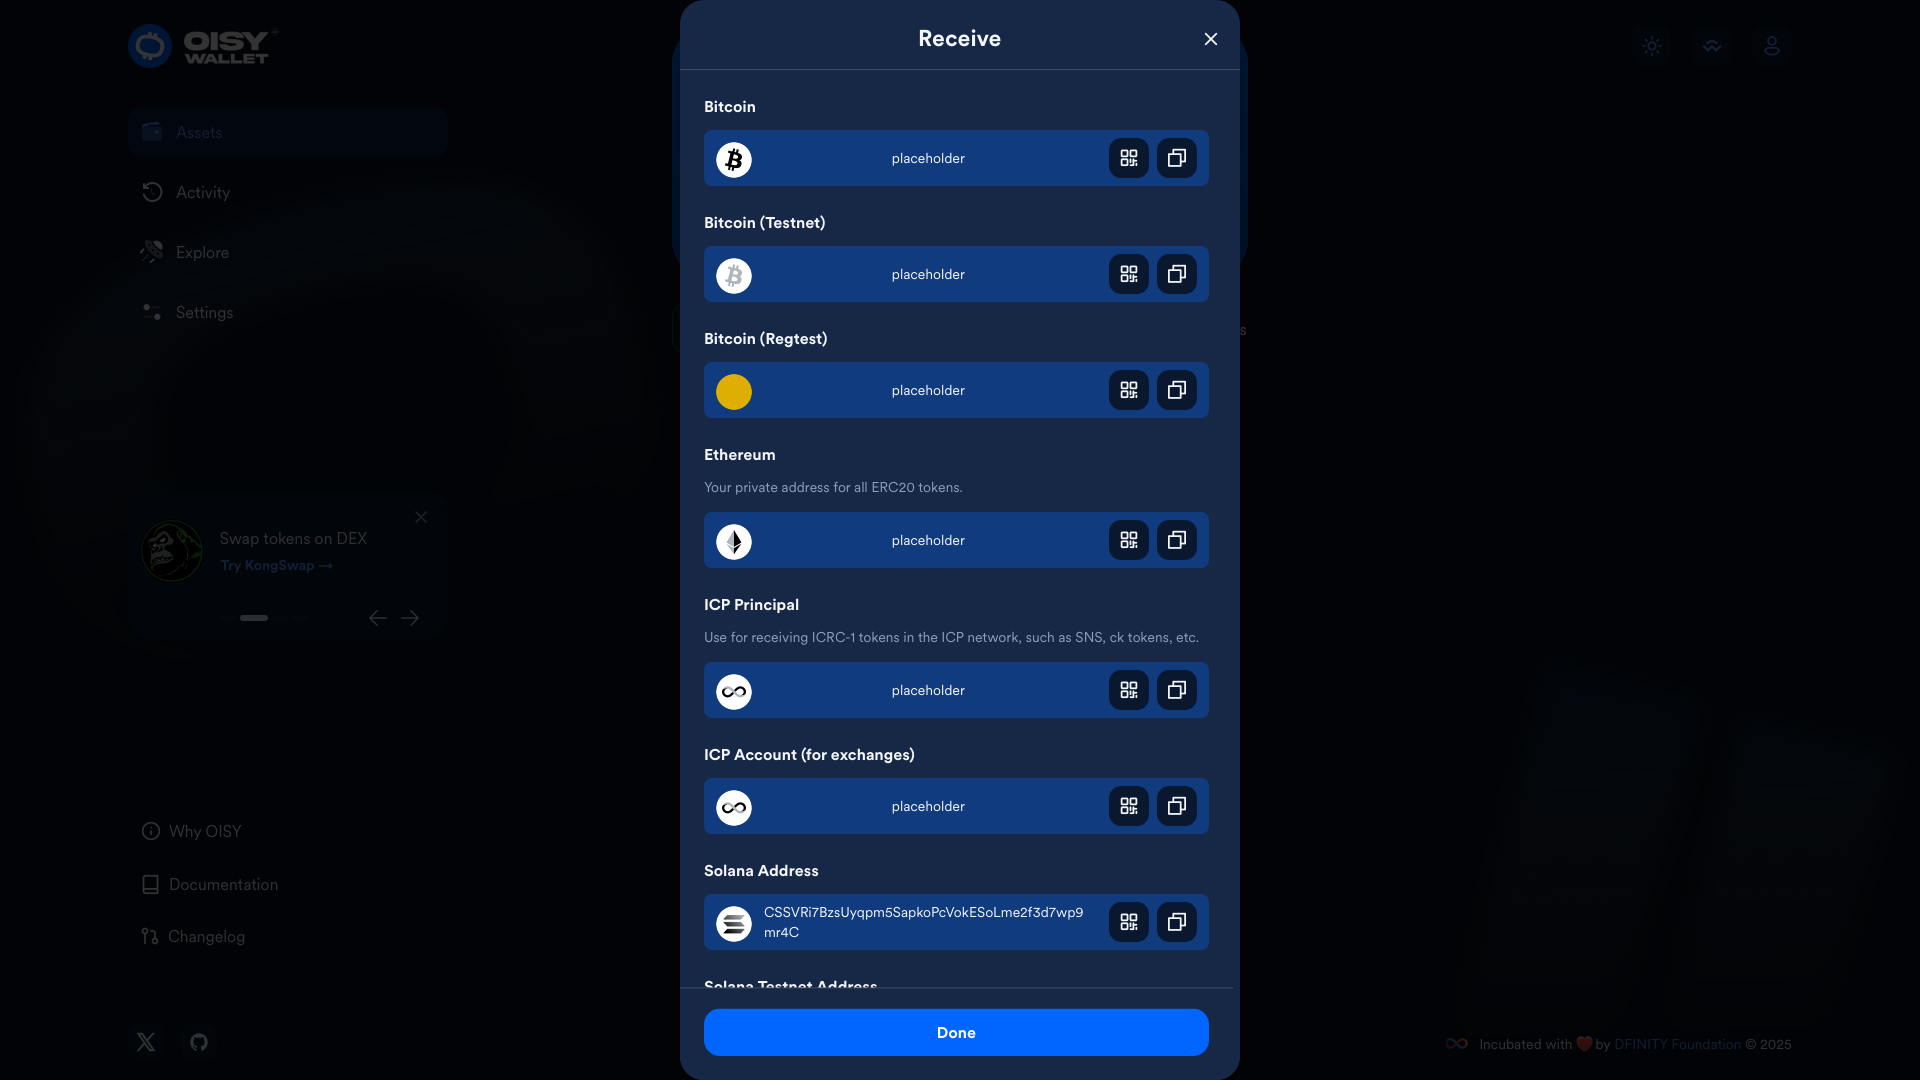 OISY
WALLET
Assets
Activity
Explore
Settings
Swap tokens on DEX
Try KongSwap →
Why OISY
Documentation
Changelog
Receive
Bitcoin
placeholder
Bitcoin (Testnet)
placeholder
Bitcoin (Regtest)
placeholder
Ethereum
Your private address for all ERC20 tokens.
placeholder
ICP Principal
Use for receiving ICRC-1 tokens in the ICP network, such as SNS, ck tokens, etc.
placeholder
ICP Account (for exchanges)
placeholder
Solana Address
CSSVRi7BzsUyqpm5SapkoPcVokESoLme2f3d7wp9
mr4C
Solana Testnet Address
Done
Incubated with ❤️ by DFINITY Foundation © 2025